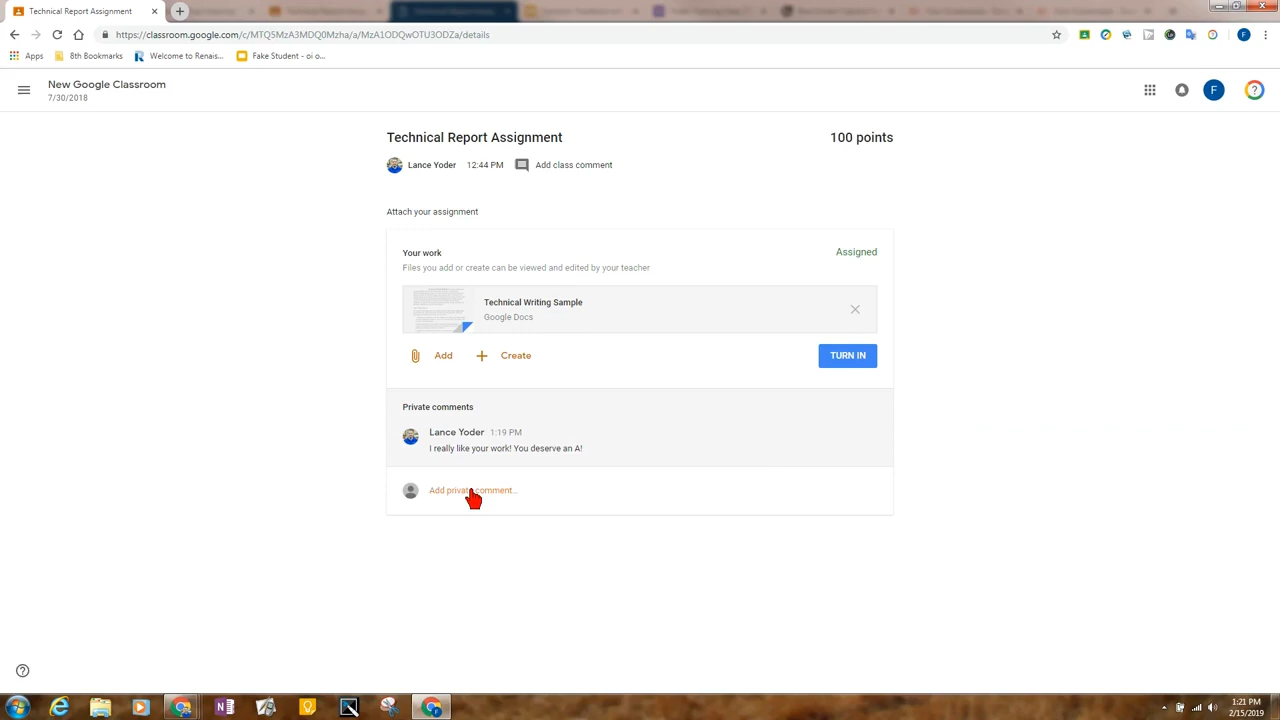 Technical Report Assignment
https://classroom.google.com/c/MTQ5MzA3MDQ0Mzha/a/MzA1ODQwOTU3ODZa/details
Apps
8th Bookmarks
Welcome to Renais...
Fake Student - oi o...
New Google Classroom
7/30/2018
F
Technical Report Assignment
100 points
Lance Yoder
12:44 PM
Add class comment
Attach your assignment
Your work
Assigned
Files you add or create can be viewed and edited by your teacher
Technical Writing Sample
Google Docs
Add
Create
TURN IN
Private comments
Lance Yoder 1:19 PM
I really like your work! You deserve an A!
Add private comment...
1:21 PM
2/15/2019